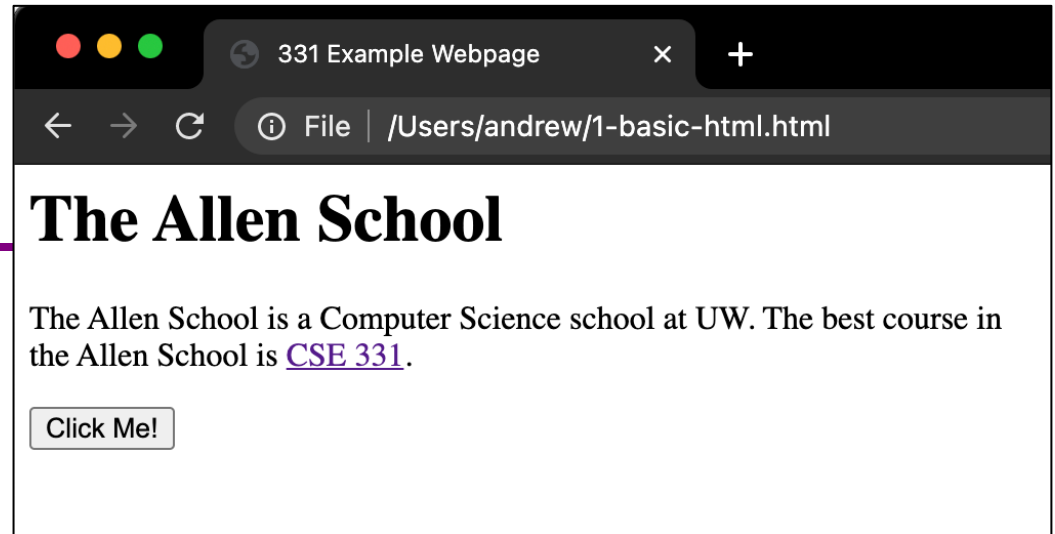 331 Example Webpage
File | /Users/andrew/1-basic-html.html
The Allen School
The Allen School is a Computer Science school at UW. The best course in
the Allen School is CSE 331.
Click Me!